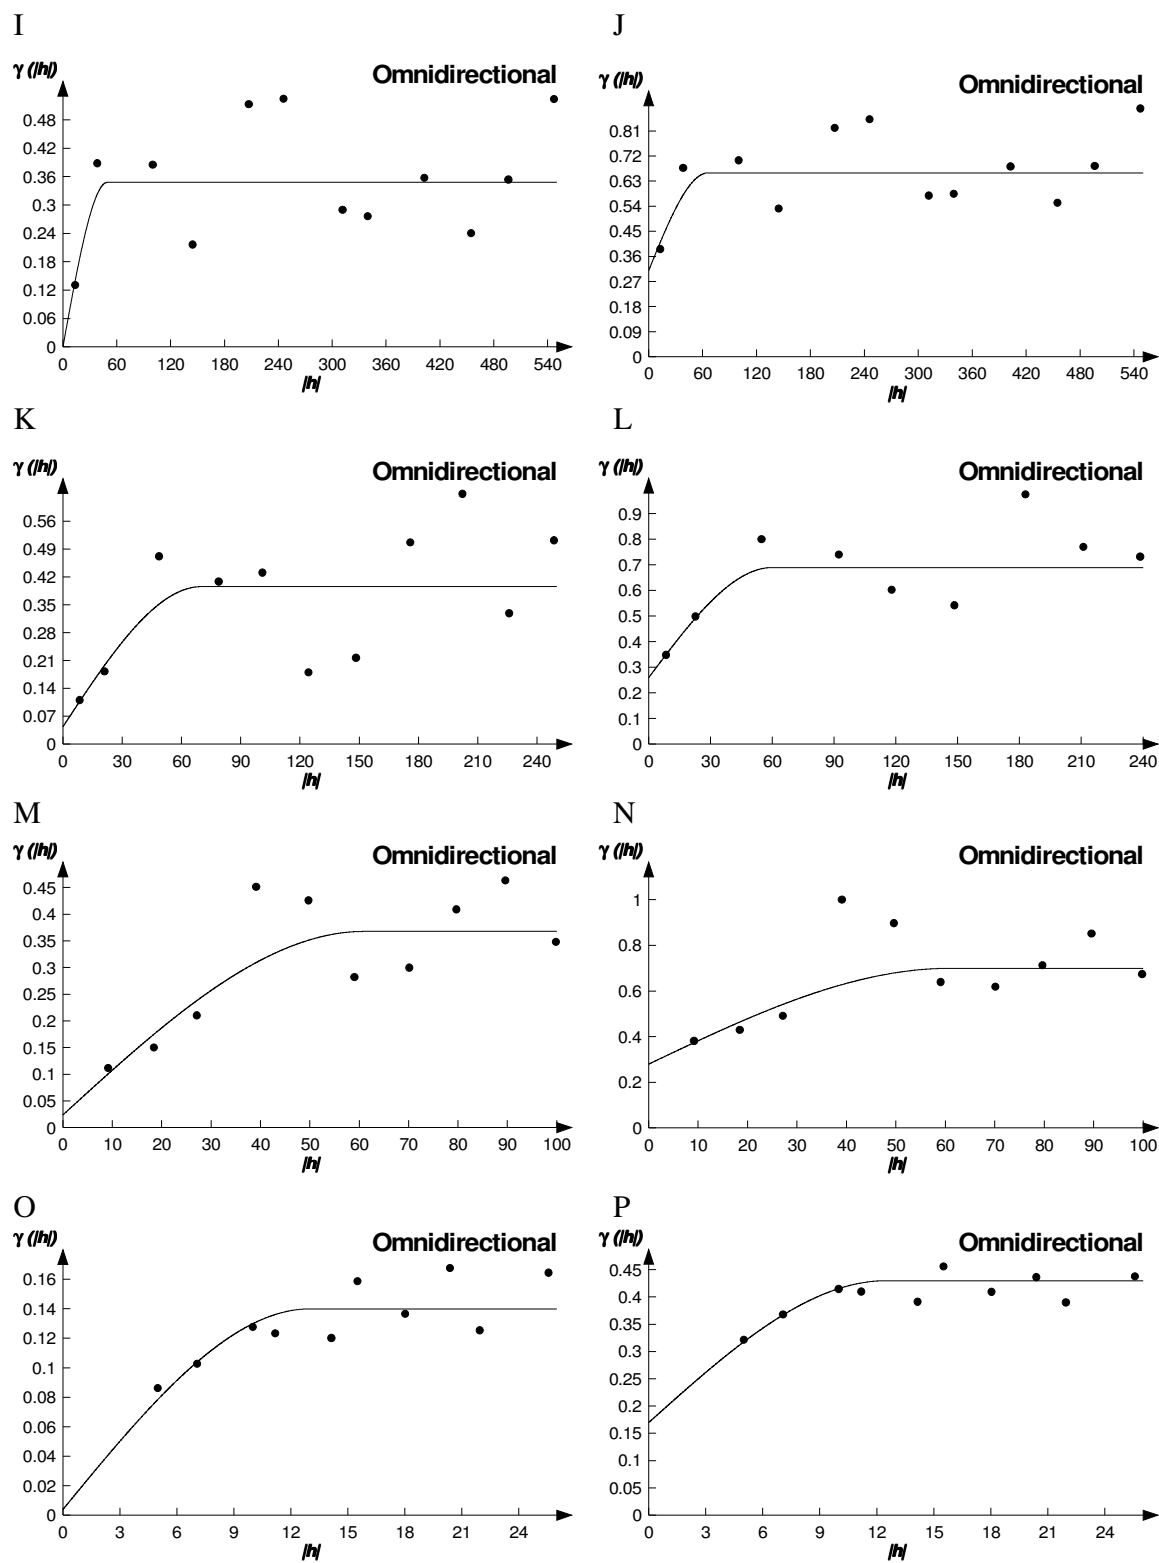 I
γ (|h|)
Omnidirectional
0.48
0.42
0.36
0.3
0.24
0.18
0.12
0.06
0
0 60 120 180 240 300 360 420 480 540
|h|
J
γ (|h|)
Omnidirectional
0.81
0.72
0.63
0.54
0.45
0.36
0.27
0.18
0.09
0
0 60 120 180 240 300 360 420 480 540
|h|
K
γ (|h|)
Omnidirectional
0.56
0.49
0.42
0.35
0.28
0.21
0.14
0.07
0
0 30 60 90 120 150 180 210 240
|h|
L
γ (|h|)
Omnidirectional
0.9
0.8
0.7
0.6
0.5
0.4
0.3
0.2
0.1
0
0 30 60 90 120 150 180 210 240
|h|
M
γ (|h|)
Omnidirectional
0.45
0.4
0.35
0.3
0.25
0.2
0.15
0.1
0.05
0
0 10 20 30 40 50 60 70 80 90 100
|h|
N
γ (|h|)
Omnidirectional
1
0.8
0.6
0.4
0.2
0
0 10 20 30 40 50 60 70 80 90 100
|h|
O
γ (|h|)
Omnidirectional
0.16
0.14
0.12
0.1
0.08
0.06
0.04
0.02
0
0 3 6 9 12 15 18 21 24
|h|
P
γ (|h|)
Omnidirectional
0.45
0.4
0.35
0.3
0.25
0.2
0.15
0.1
0.05
0
0 3 6 9 12 15 18 21 24
|h|